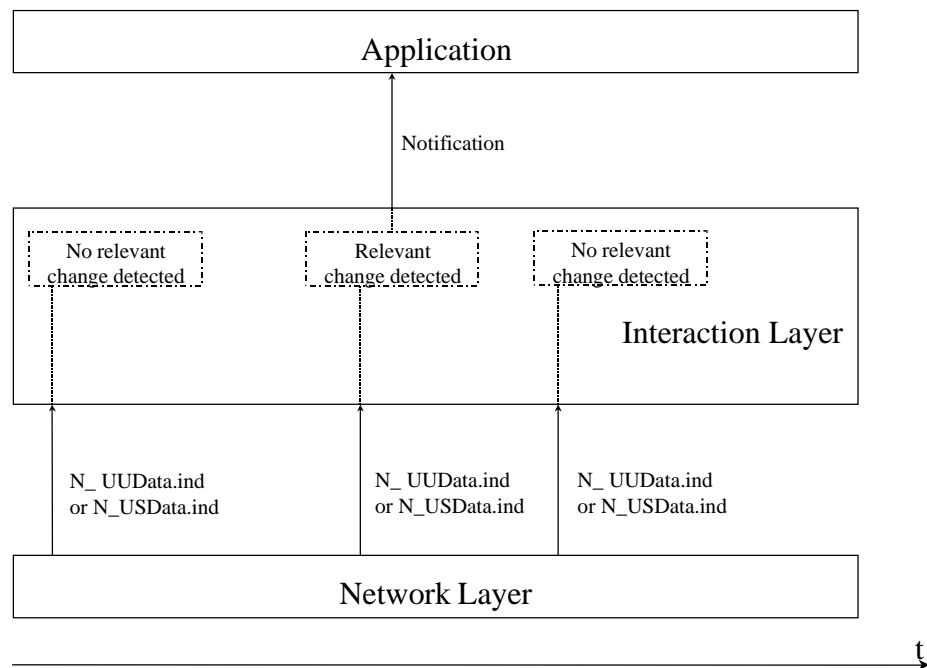 Application
Notification
No relevant
change detected
Relevant
change detected
No relevant
change detected
Interaction Layer
N_ UUData.ind
or N_USData.ind
N_ UUData.ind
or N_USData.ind
N_ UUData.ind
or N_USData.ind
Network Layer
t